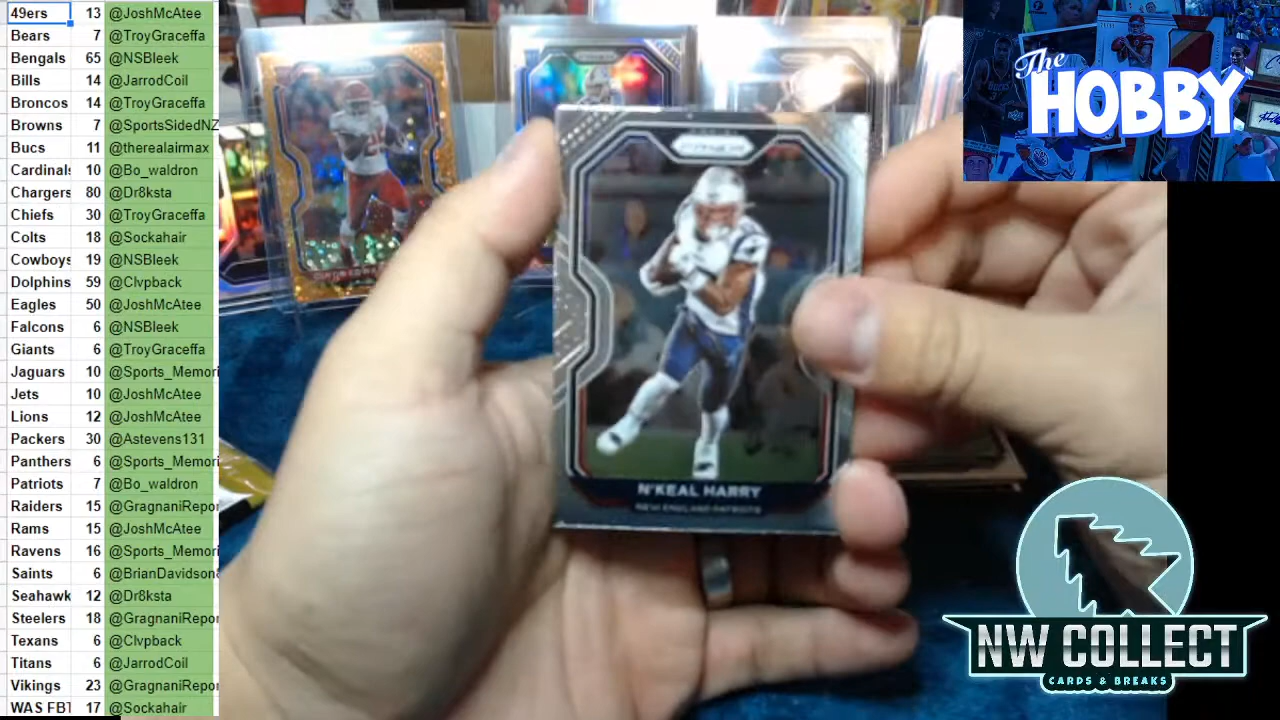 49ers 13 @JoshMcAtee
Bears 7 @TroyGraceffa
Bengals 65 @NSBleek
Bills 14 @JarrodCoil
Broncos 14 @TroyGraceffa
Browns 7 @SportsSidedNZ
Bucs 11 @therealairmax
Cardinals 10 @Bo_waldron
Chargers 80 @Dr8ksta
Chiefs 30 @TroyGraceffa
Colts 18 @Sockahair
Cowboys 19 @NSBleek
Dolphins 59 @Clvpback
Eagles 50 @JoshMcAtee
Falcons 6 @NSBleek
Giants 6 @TroyGraceffa
Jaguars 10 @Sports_Memori
Jets 10 @JoshMcAtee
Lions 12 @JoshMcAtee
Packers 30 @Astevens131
Panthers 6 @Sports_Memori
Patriots 7 @Bo_waldron
Raiders 15 @GragnaniRepor
Rams 15 @JoshMcAtee
Ravens 16 @Sports_Memori
Saints 6 @BrianDavidson
Seahawk 12 @Dr8ksta
Steelers 18 @GragnaniRepor
Texans 6 @Clvpback
Titans 6 @JarrodCoil
Vikings 23 @GragnaniRepor
WAS FBT 17 @Sockahair
PRIZM
N'KEAL HARRY
NEW ENGLAND PATRIOTS
The
HOBBY
NW COLLECT
CARDS & BREAKS